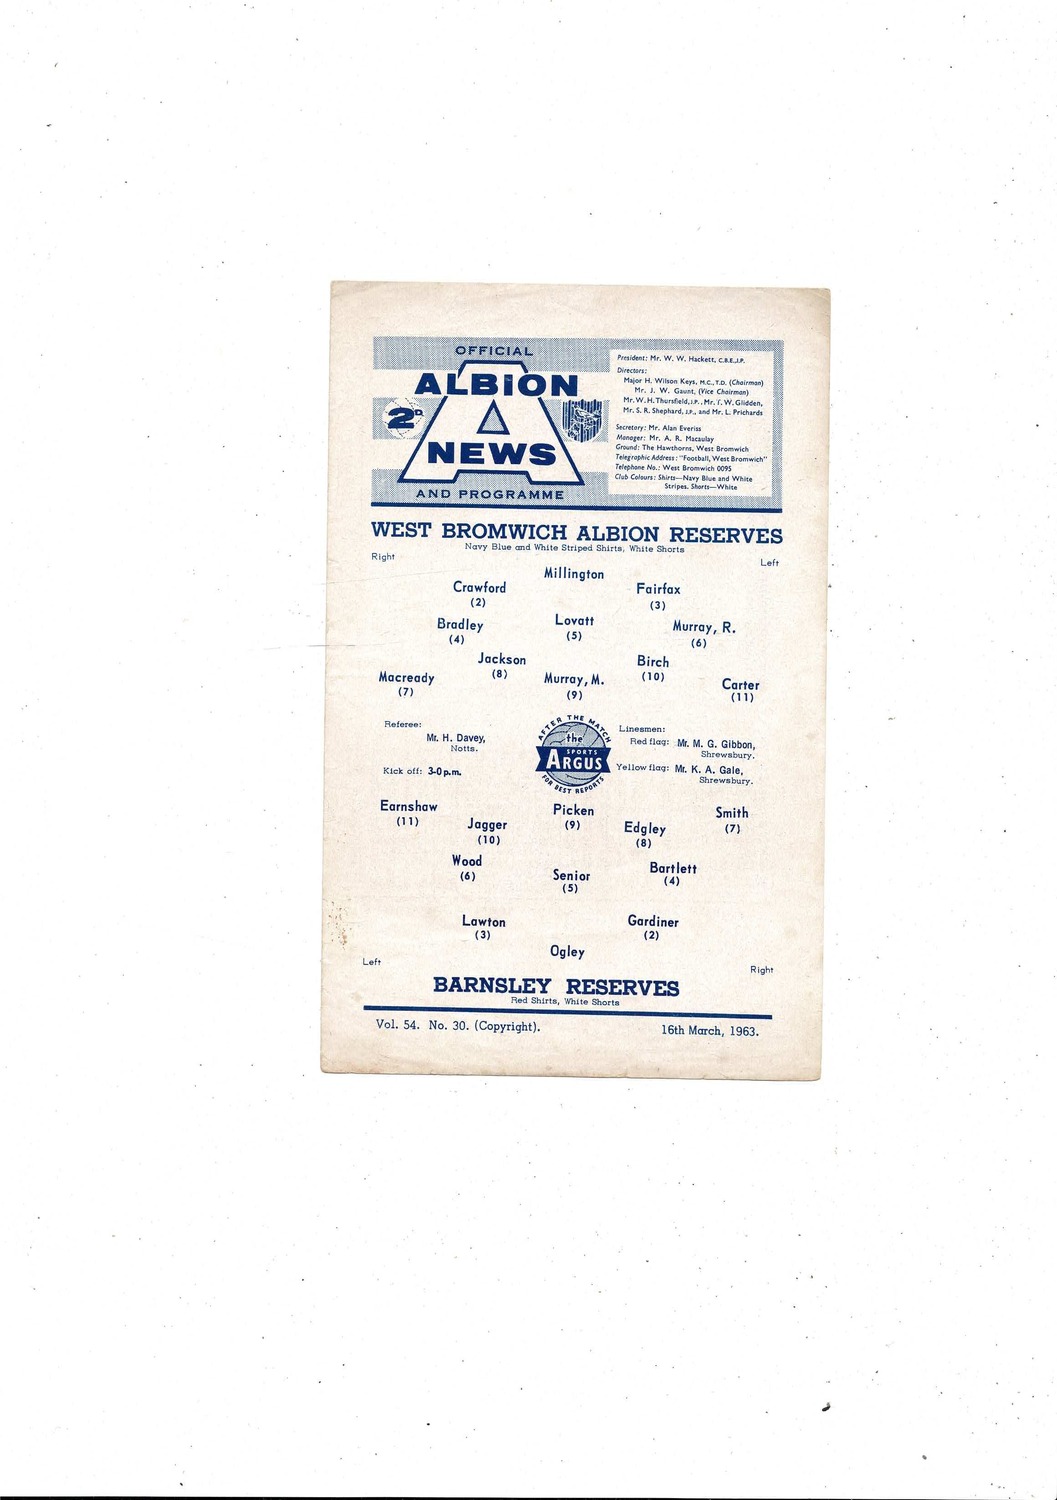 OFFICIAL
ALBION
2D.
A
NEWS
AND PROGRAMME
President: Mr. W. W. Hackett, C.B.E., J.P.
Directors:
Major H. Wilson Keys, M.C., T.D. (Chairman)
Mr. J. W. Gaunt, (Vice Chairman)
Mr. W. H. Thursfield, J.P., Mr. T. W. Glidden,
Mr. S. R. Shephard, J.P., and Mr. L. Prichards
Secretary: Mr. Alan Everiss
Manager: Mr. A. R. Macaulay
Ground: The Hawthorns, West Bromwich
Telegraphic Address: "Football, West Bromwich"
Telephone No.: West Bromwich 0095
Club Colours: Shirts—Navy Blue and White
Stripes. Shorts—White
WEST BROMWICH ALBION RESERVES
Navy Blue and White Striped Shirts, White Shorts
Right Left
Millington
Crawford Fairfax
(2) (3)
Bradley Lovatt Murray, R.
(4) (5) (6)
Jackson Birch
(8) (10)
Macready Murray, M. Carter
(7) (9) (11)
Referee:
Mr. H. Davey,
Notts.
Kick off: 3-0 p.m.
AFTER THE MATCH
the
SPORTS
ARGUS
FOR BEST REPORTS
Linesmen:
Red flag: Mr. M. G. Gibbon,
Shrewsbury.
Yellow flag: Mr. K. A. Gale,
Shrewsbury.
Earnshaw Picken Smith
(11) (9) (7)
Jagger Edgley
(10) (8)
Wood Senior Bartlett
(6) (5) (4)
Lawton Gardiner
(3) (2)
Ogley
Left Right
BARNSLEY RESERVES
Red Shirts, White Shorts
Vol. 54. No. 30. (Copyright). 16th March, 1963.